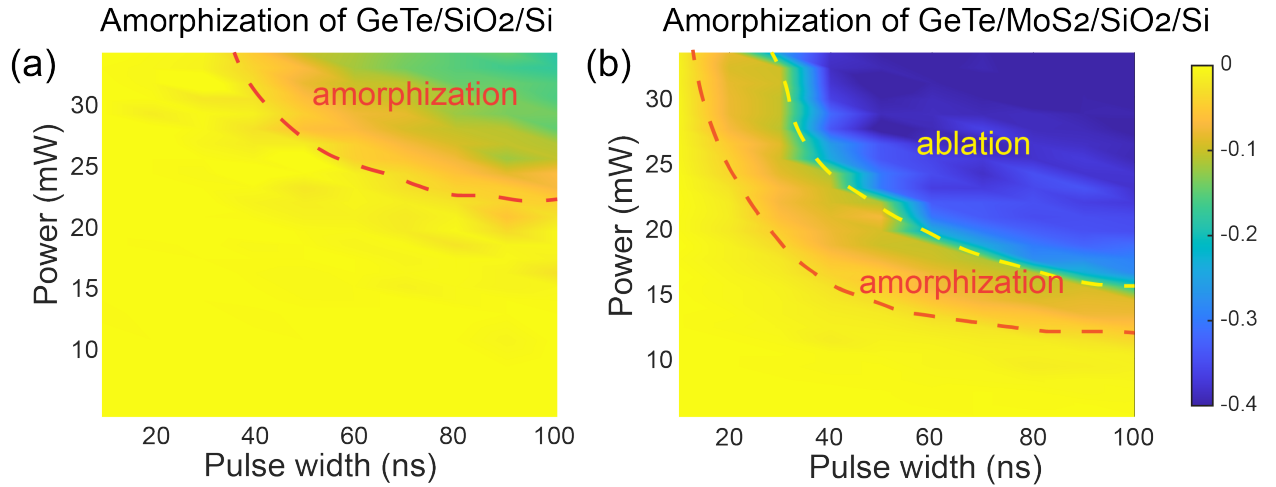 Amorphization of GeTe/SiO2/Si
Amorphization of GeTe/MoS2/SiO2/Si
(a)
amorphization
30
25
20
15
10
Power (mW)
20 40 60 80 100
Pulse width (ns)
(b)
ablation
amorphization
30
25
20
15
10
Power (mW)
20 40 60 80 100
Pulse width (ns)
0
-0.1
-0.2
-0.3
-0.4